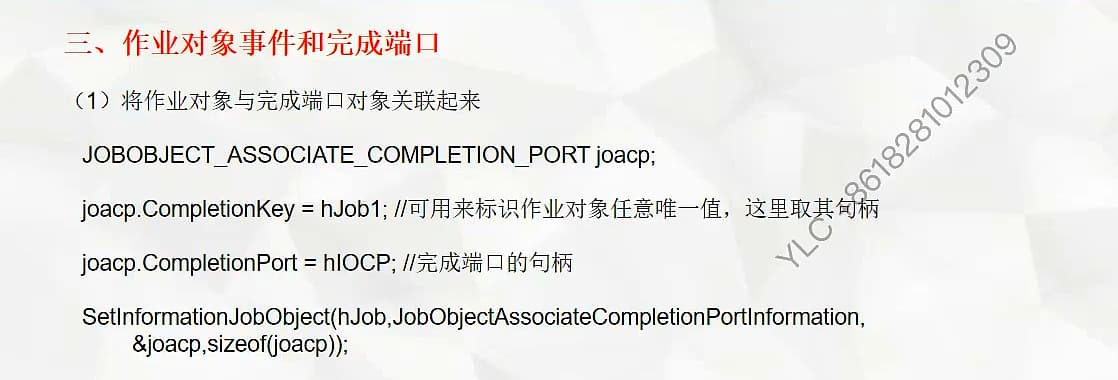 三、作业对象事件和完成端口
（1）将作业对象与完成端口对象关联起来
JOBOBJECT_ASSOCIATE_COMPLETION_PORT joacp;
joacp.CompletionKey = hJob1; //可用来标识作业对象任意唯一值，这里取其句柄
joacp.CompletionPort = hIOCP; //完成端口的句柄
SetInformationJobObject(hJob,JobObjectAssociateCompletionPortInformation,
&joacp,sizeof(joacp));